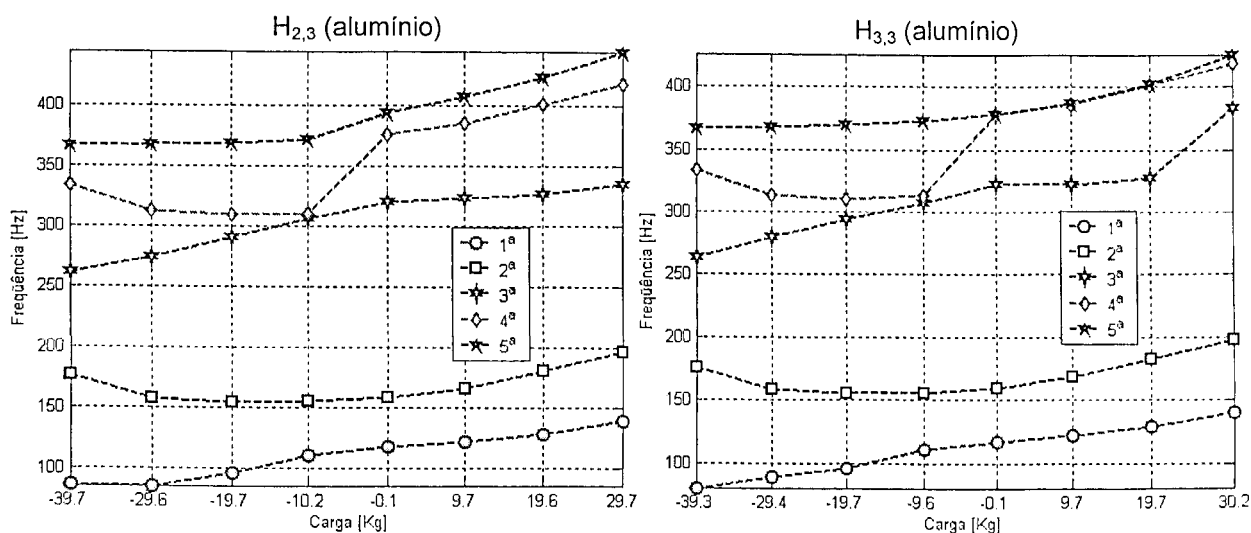 H2,3 (alumínio)
400
350
300
250
200
150
100
Freqüência [Hz]
1ª
2ª
3ª
4ª
5ª
-39.7 -29.6 -19.7 -10.2 -0.1 9.7 19.6 29.7
Carga [Kg]
H3,3 (alumínio)
400
350
300
250
200
150
100
Freqüência [Hz]
1ª
2ª
3ª
4ª
5ª
-39.3 -29.4 -19.7 -9.6 -0.1 9.7 19.7 30.2
Carga [Kg]